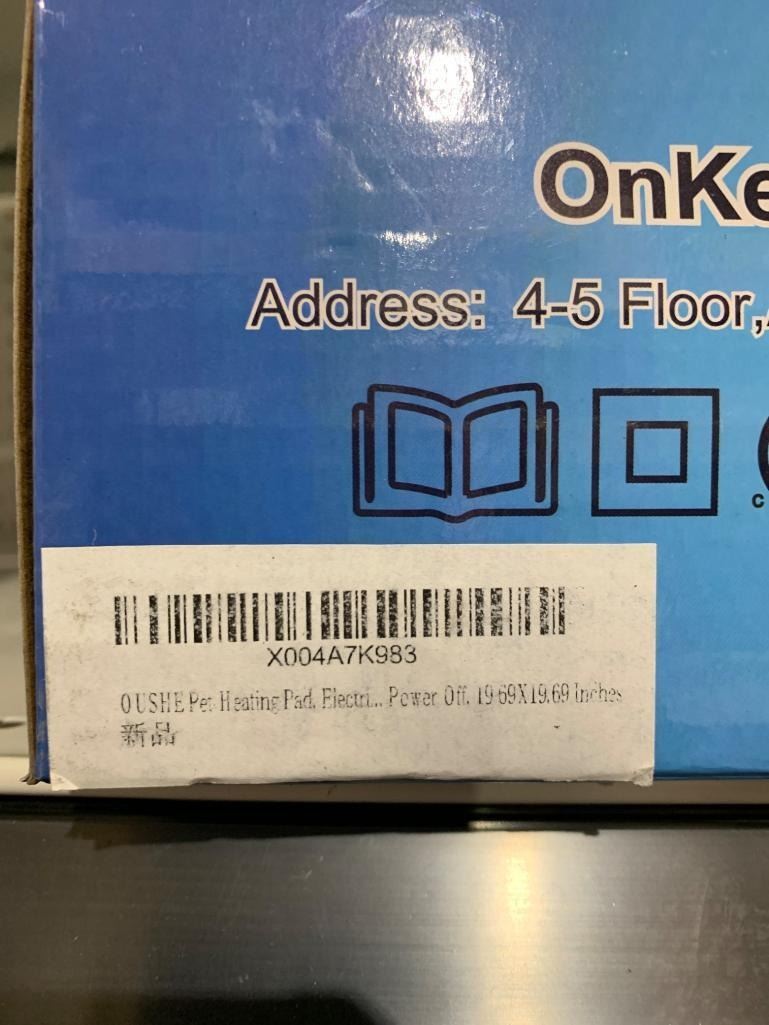 OnKe
Address: 4-5 Floor,
c
X004A7K983
OUSHE Pet Heating Pad, Electri... Power Off, 19.69X19.69 Inches
新品